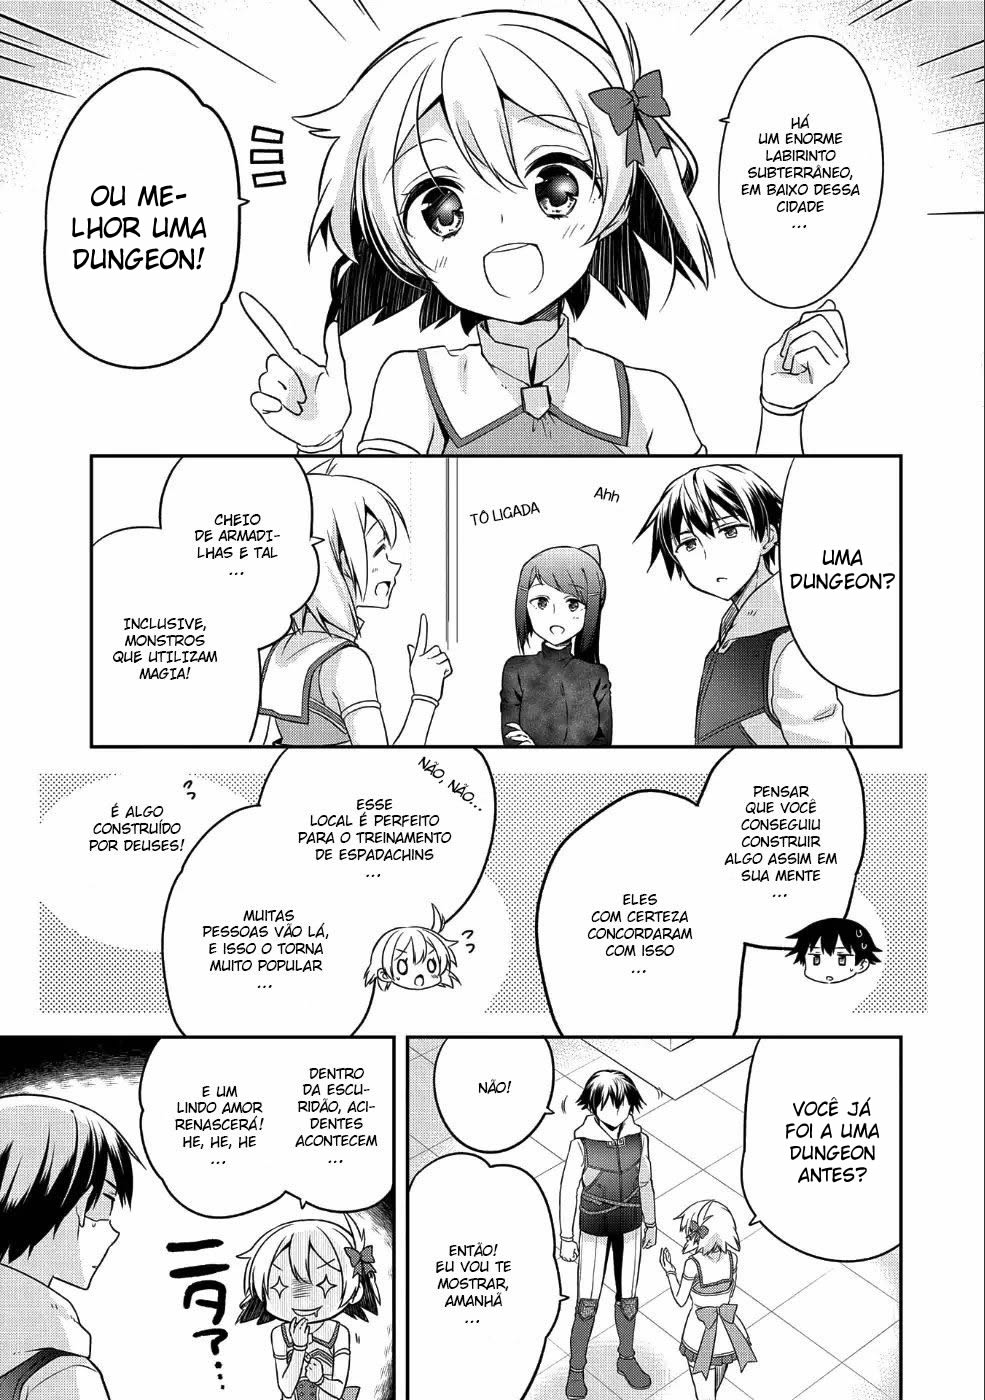 HÁ
UM ENORME
LABIRINTO
SUBTERRÂNEO,
EM BAIXO DESSA
CIDADE
...
OU ME-
LHOR UMA
DUNGEON!
UMA
DUNGEON?
Ahh
TÔ LIGADA
CHEIO
DE ARMADI-
LHAS E TAL
...
INCLUSIVE,
MONSTROS
QUE UTILIZAM
MAGIA!
PENSAR
QUE VOCÊ
CONSEGUIU
CONSTRUIR
ALGO ASSIM EM
SUA MENTE
...
ELES
COM CERTEZA
CONCORDARAM
COM ISSO
...
NÃO, NÃO...
ESSE
LOCAL É PERFEITO
PARA O TREINAMENTO
DE ESPADACHINS
...
MUITAS
PESSOAS VÃO LÁ,
E ISSO O TORNA
MUITO POPULAR
...
É ALGO
CONSTRUÍDO
POR DEUSES!
VOCÊ JÁ
FOI A UMA
DUNGEON
ANTES?
NÃO!
ENTÃO!
EU VOU TE
MOSTRAR,
AMANHÃ
DENTRO
DA ESCU-
RIDÃO, ACI-
DENTES
ACONTECEM
...
E UM
LINDO AMOR
RENASCERÁ!
HE, HE, HE
...
ニタァ…